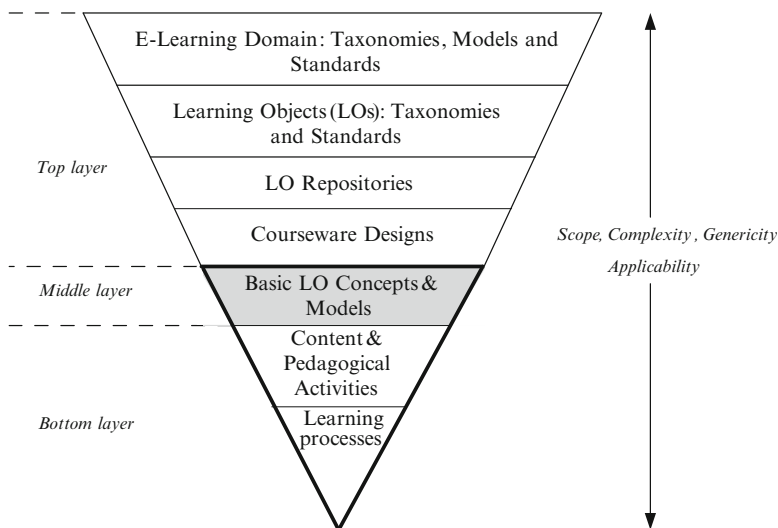 E-Learning Domain: Taxonomies, Models and
Standards
Learning Objects (LOs): Taxonomies
and Standards
Top layer
LO Repositories
Courseware Designs
Scope, Complexity , Genericity
Applicability
Middle layer
Basic LO Concepts &
Models
Content &
Pedagogical
Activities
Bottom layer
Learning
processes